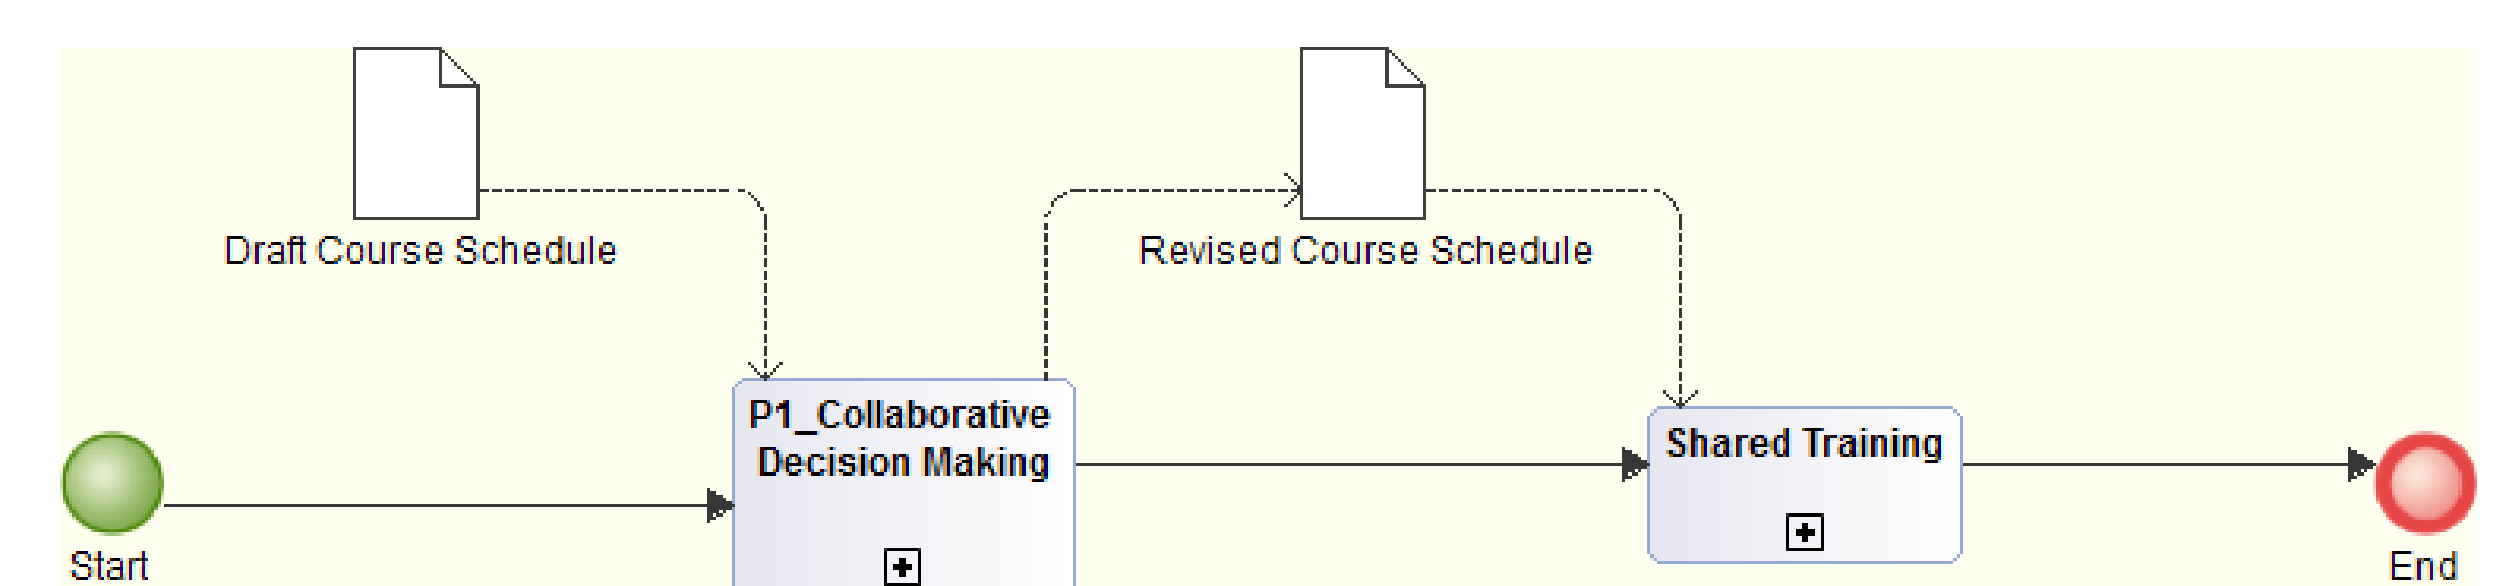 Draft Course Schedule
Revised Course Schedule
P1_Collaborative
Decision Making
Shared Training
Start
End